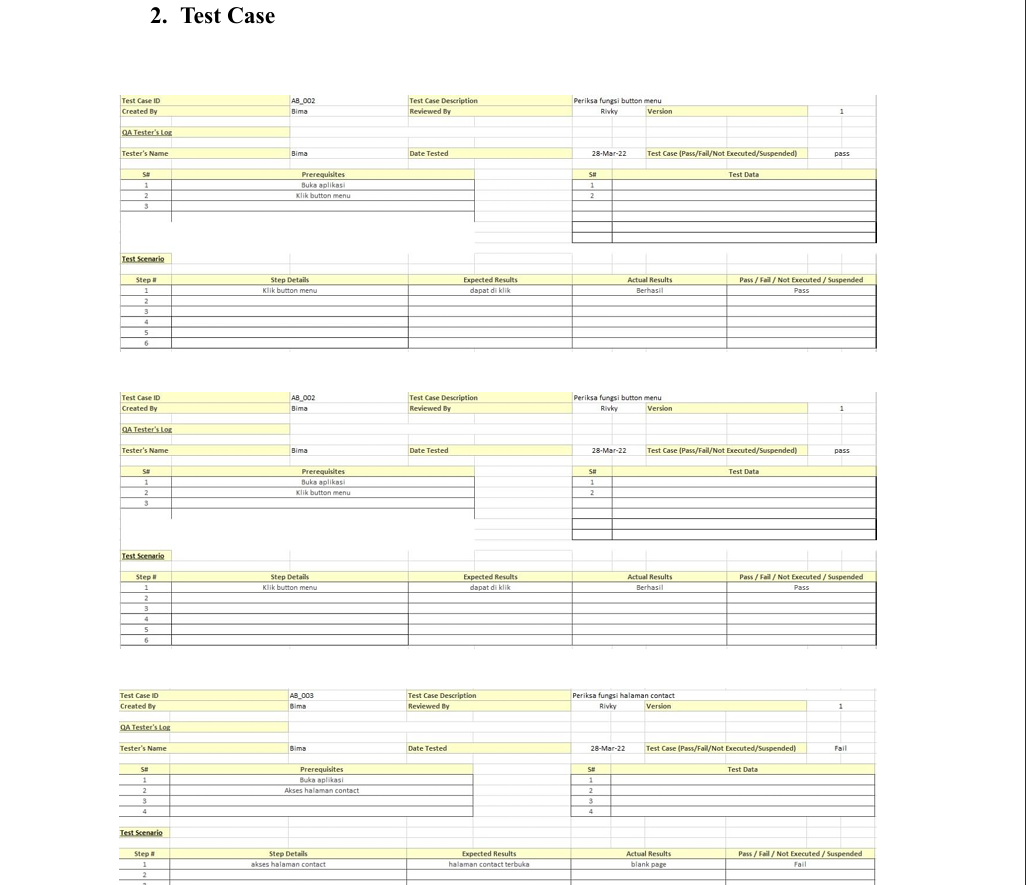 2. Test Case
Test Case ID AB_002 Test Case Description Periksa fungsi button menu
Created By Bima Reviewed By Rivky Version 1
QA Tester's Log
Tester's Name Bima Date Tested 28-Mar-22 Test Case (Pass/Fail/Not Executed/Suspended) pass
S# Prerequisites S# Test Data
1 Buka aplikasi 1
2 Klik button menu 2
3
Test Scenario
Step # Step Details Expected Results Actual Results Pass / Fail / Not Executed / Suspended
1 Klik button menu dapat di klik Berhasil Pass
2
3
4
5
6
Test Case ID AB_002 Test Case Description Periksa fungsi button menu
Created By Bima Reviewed By Rivky Version 1
QA Tester's Log
Tester's Name Bima Date Tested 28-Mar-22 Test Case (Pass/Fail/Not Executed/Suspended) pass
S# Prerequisites S# Test Data
1 Buka aplikasi 1
2 Klik button menu 2
3
Test Scenario
Step # Step Details Expected Results Actual Results Pass / Fail / Not Executed / Suspended
1 Klik button menu dapat di klik Berhasil Pass
2
3
4
5
6
Test Case ID AB_003 Test Case Description Periksa fungsi halaman contact
Created By Bima Reviewed By Rivky Version 1
QA Tester's Log
Tester's Name Bima Date Tested 28-Mar-22 Test Case (Pass/Fail/Not Executed/Suspended) Fail
S# Prerequisites S# Test Data
1 Buka aplikasi 1
2 Akses halaman contact 2
3 3
4 4
Test Scenario
Step # Step Details Expected Results Actual Results Pass / Fail / Not Executed / Suspended
1 akses halaman contact halaman contact terbuka blank page Fail
2